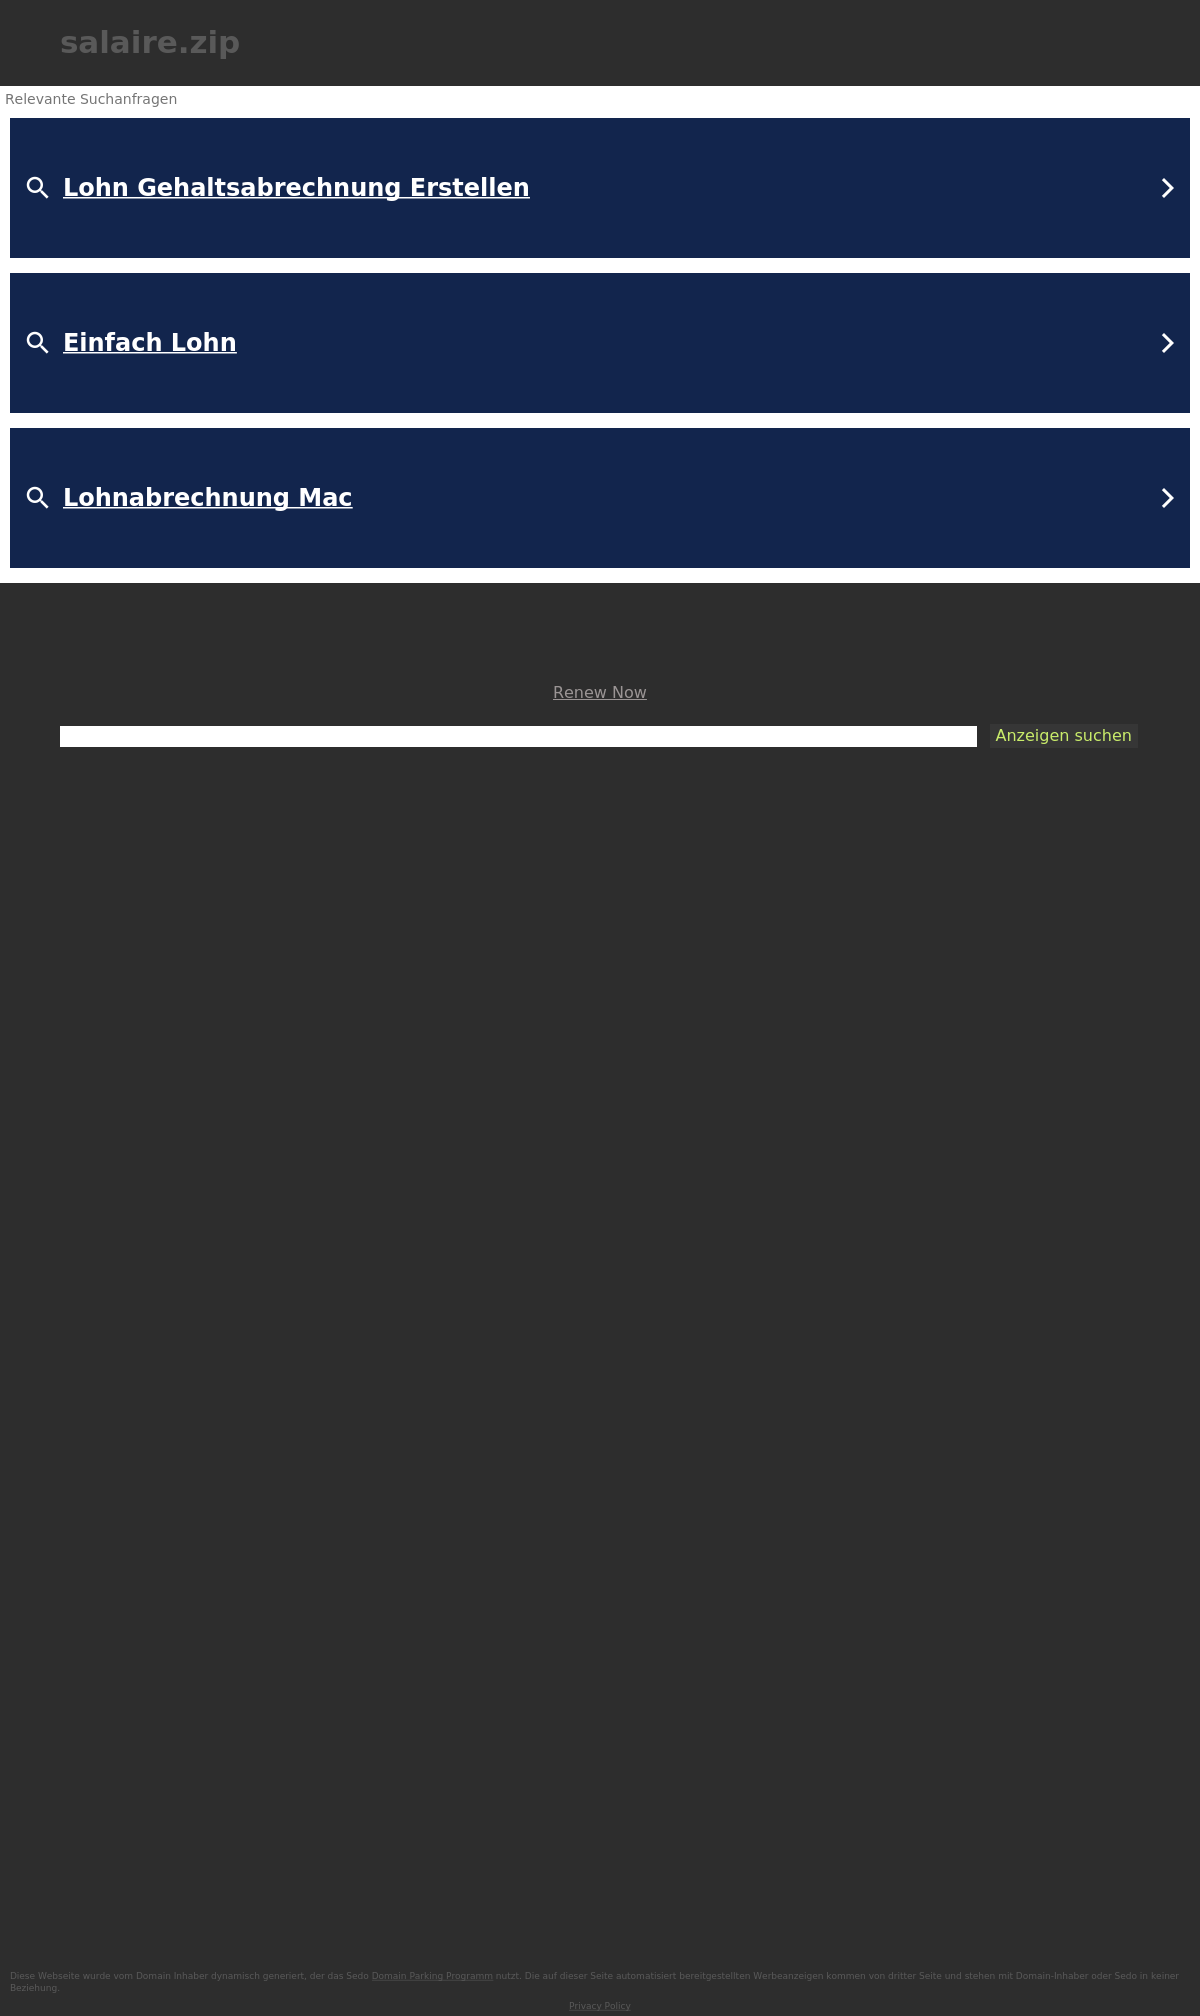 salaire.zip
Relevante Suchanfragen
Lohn Gehaltsabrechnung Erstellen
Einfach Lohn
Lohnabrechnung Mac
Renew Now
Anzeigen suchen
Diese Webseite wurde vom Domain Inhaber dynamisch generiert, der das Sedo Domain Parking Programm nutzt. Die auf dieser Seite automatisiert bereitgestellten Werbeanzeigen kommen von dritter Seite und stehen mit Domain-Inhaber oder Sedo in keiner
Beziehung.
Privacy Policy